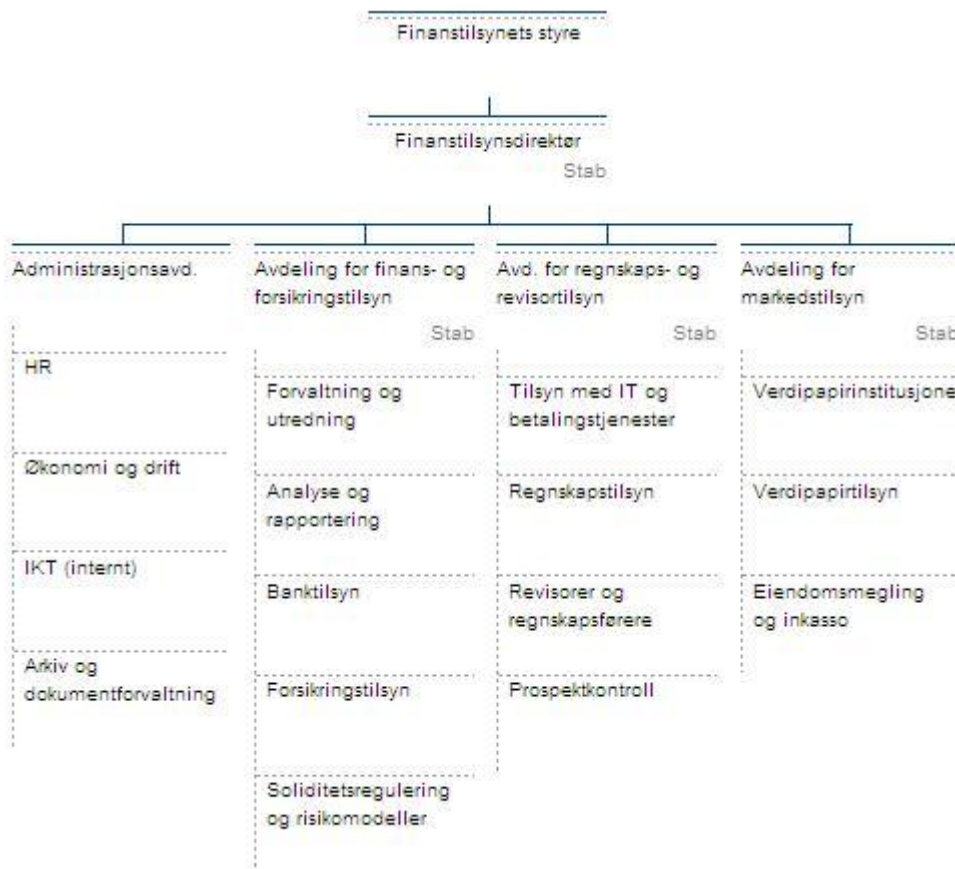 Finanstilsynets styre
Finanstilsynsdirektør
Stab
Administrasjonsavd.
HR
Økonomi og drift
IKT (internt)
Arkiv og
dokumentforvaltning
Avdeling for finans- og
forsikringstilsyn
Stab
Forvaltning og
utredning
Analyse og
rapportering
Banktilsyn
Forsikringstilsyn
Soliditetsregulering
og risikomodeller
Avd. for regnskaps- og
revisortilsyn
Stab
Tilsyn med IT og
betalingstjenester
Regnskapstilsyn
Revisorer og
regnskapsførere
Prospektkontroll
Avdeling for
markedstilsyn
Stab
Verdipapirinstitusjone
Verdipapirtilsyn
Eiendomsmegling
og inkasso